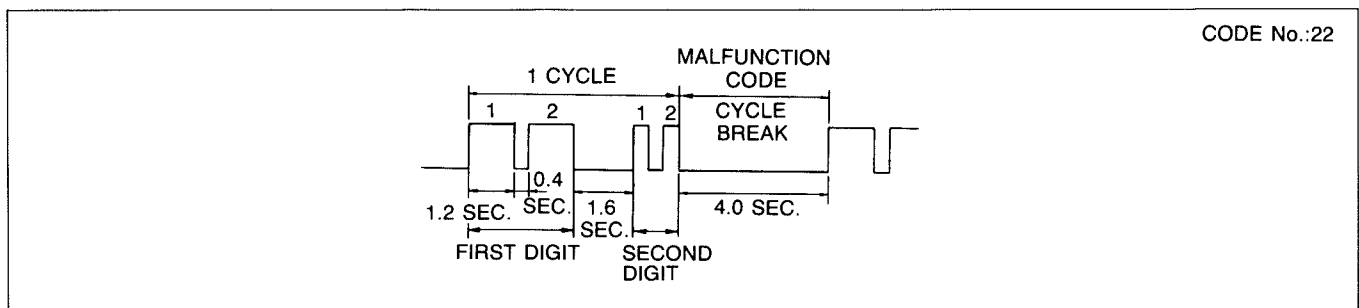 CODE No.:22
MALFUNCTION
CODE
1 CYCLE
CYCLE
BREAK
1 2 1 2
0.4
SEC.
1.2 SEC.
1.6
SEC.
4.0 SEC.
FIRST DIGIT
SECOND
DIGIT